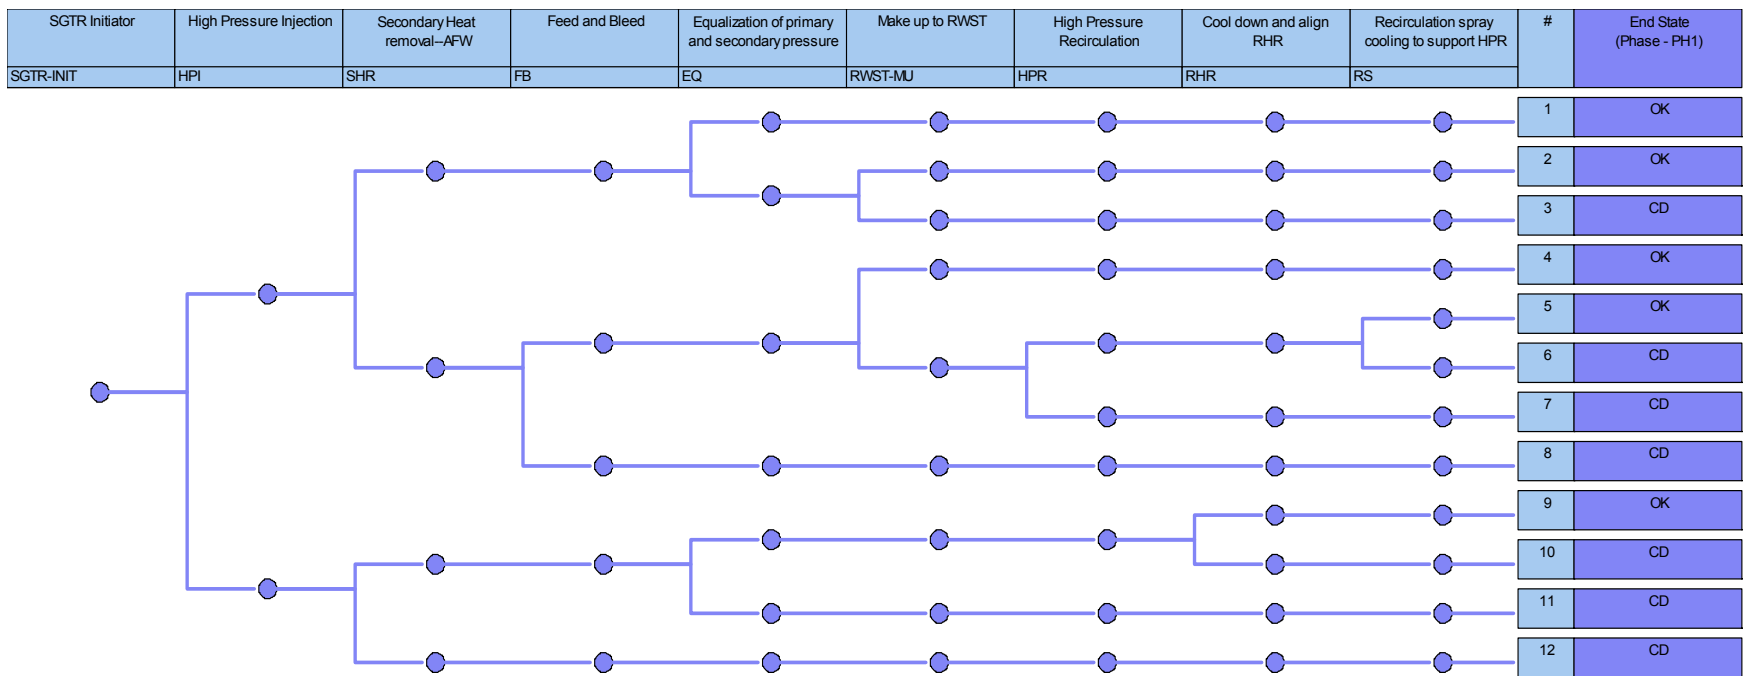 SGTR Initiator
High Pressure Injection
Secondary Heat
removal--AFW
Feed and Bleed
Equalization of primary
and secondary pressure
Make up to RWST
High Pressure
Recirculation
Cool down and align
RHR
Recirculation spray
cooling to support HPR
#
End State
(Phase - PH1)
SGTR-INIT
HPI
SHR
FB
EQ
RWST-MU
HPR
RHR
RS
1
OK
2
OK
3
CD
4
OK
5
OK
6
CD
7
CD
8
CD
9
OK
10
CD
11
CD
12
CD